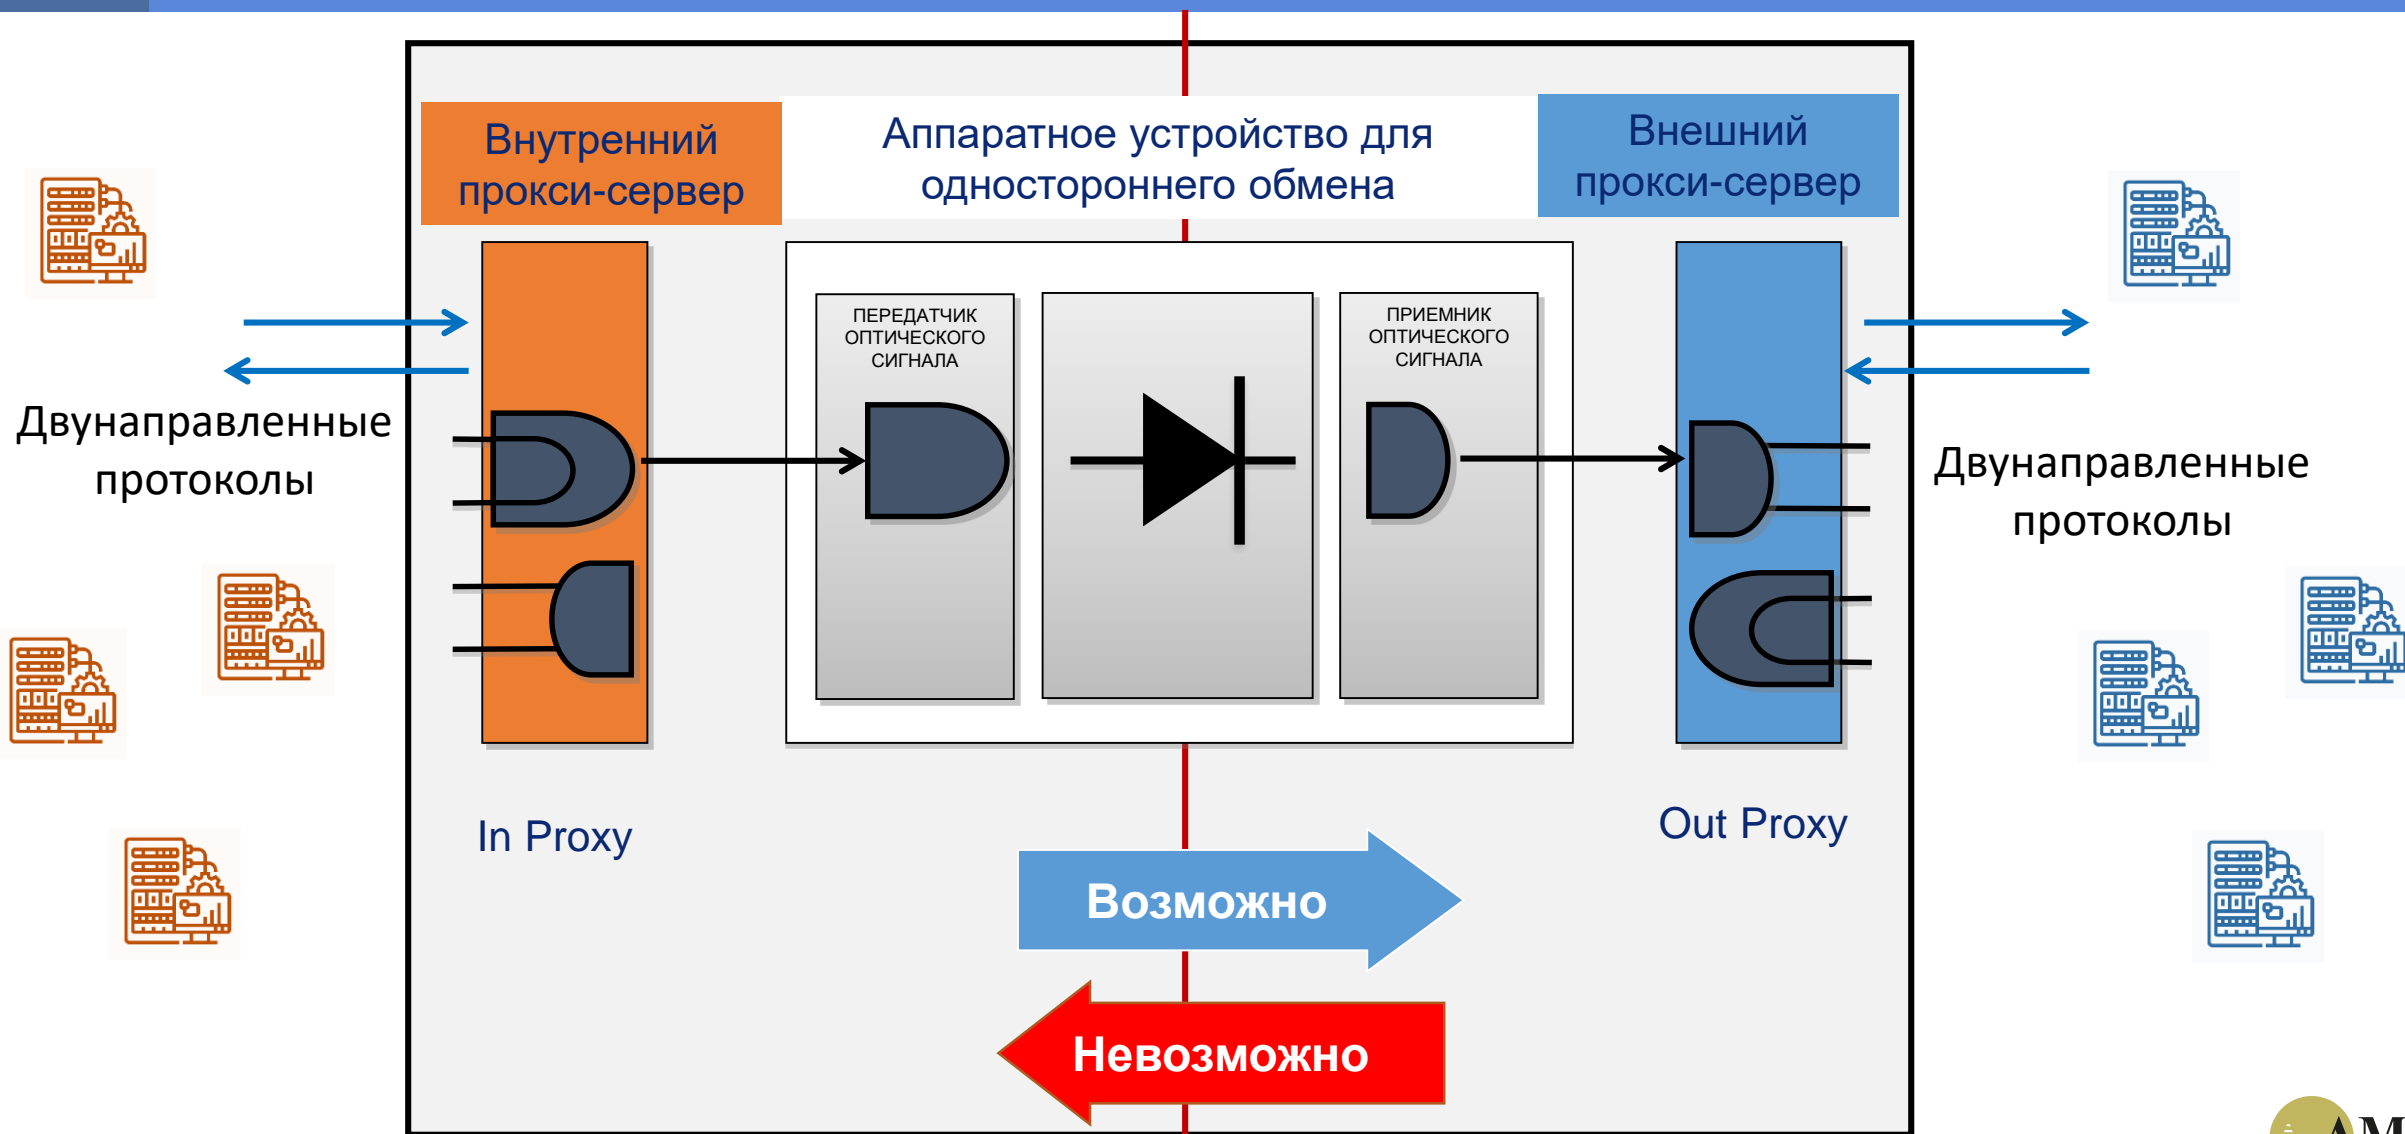 Внутренний
прокси-сервер
Аппаратное устройство для
одностороннего обмена
Внешний
прокси-сервер
ПЕРЕДАТЧИК
ОПТИЧЕСКОГО
СИГНАЛА
ПРИЕМНИК
ОПТИЧЕСКОГО
СИГНАЛА
Двунаправленные
протоколы
Двунаправленные
протоколы
In Proxy
Out Proxy
Возможно
Невозможно